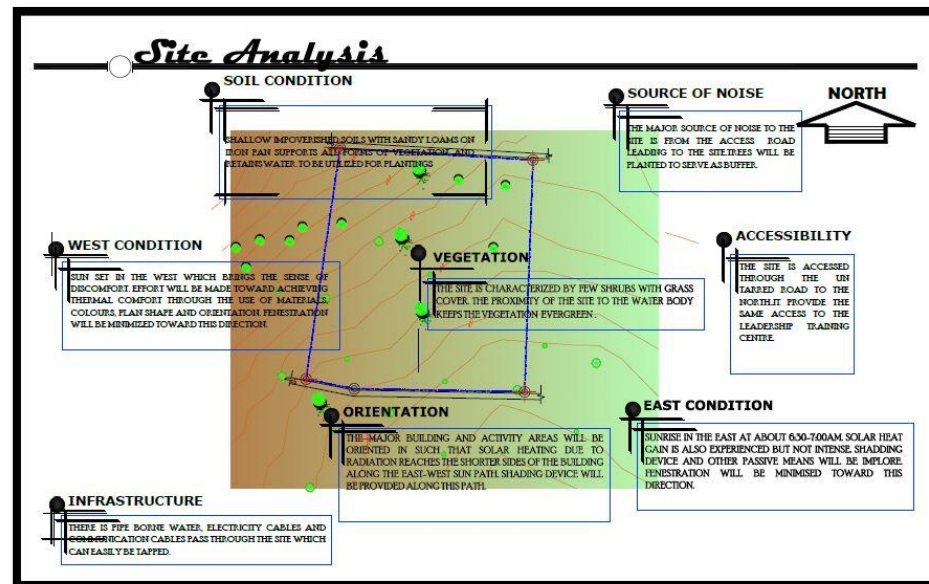 Site Analysis
SOIL CONDITION
SHALLOW IMPOVERISHED SOILS WITH SANDY LOAMS ON
IRON PAN SUPPORTS ALL FORMS OF VEGETATION, AND
RETAINS WATER TO BE UTILIZED FOR PLANTINGS
SOURCE OF NOISE
THE MAJOR SOURCE OF NOISE TO THE
SITE IS FROM THE ACCESS ROAD
LEADING TO THE SITE.TREES WILL BE
PLANTED TO SERVE AS BUFFER.
NORTH
WEST CONDITION
SUN SET IN THE WEST WHICH BRINGS THE SENSE OF
DISCOMFORT. EFFORT WILL BE MADE TOWARD ACHIEVING
THERMAL COMFORT THROUGH THE USE OF MATERIALS,
COLOURS, PLAN SHAPE AND ORIENTATION. FENESTRATION
WILL BE MINIMIZED TOWARD THIS DIRECTION.
VEGETATION
THE SITE IS CHARACTERIZED BY FEW SHRUBS WITH GRASS
COVER. THE PROXIMITY OF THE SITE TO THE WATER BODY
KEEPS THE VEGETATION EVERGREEN .
ACCESSIBILITY
THE SITE IS ACCESSED
THROUGH THE UN
TARRED ROAD TO THE
NORTH.IT PROVIDE THE
SAME ACCESS TO THE
LEADERSHIP TRAINING
CENTRE.
ORIENTATION
THE MAJOR BUILDING AND ACTIVITY AREAS WILL BE
ORIENTED IN SUCH THAT SOLAR HEATING DUE TO
RADIATION REACHES THE SHORTER SIDES OF THE BUILDING
ALONG THE EAST-WEST SUN PATH. SHADING DEVICE WILL
BE PROVIDED ALONG THIS PATH.
EAST CONDITION
SUNRISE IN THE EAST AT ABOUT 6:30-7:00AM. SOLAR HEAT
GAIN IS ALSO EXPERIENCED BUT NOT INTENSE. SHADDING
DEVICE AND OTHER PASSIVE MEANS WILL BE IMPLORE.
FENESTRATION WILL BE MINIMISED TOWARD THIS
DIRECTION.
INFRASTRUCTURE
THERE IS PIPE BORNE WATER, ELECTRICITY CABLES AND
COMMUNICATION CABLES PASS THROUGH THE SITE WHICH
CAN EASILY BE TAPPED.